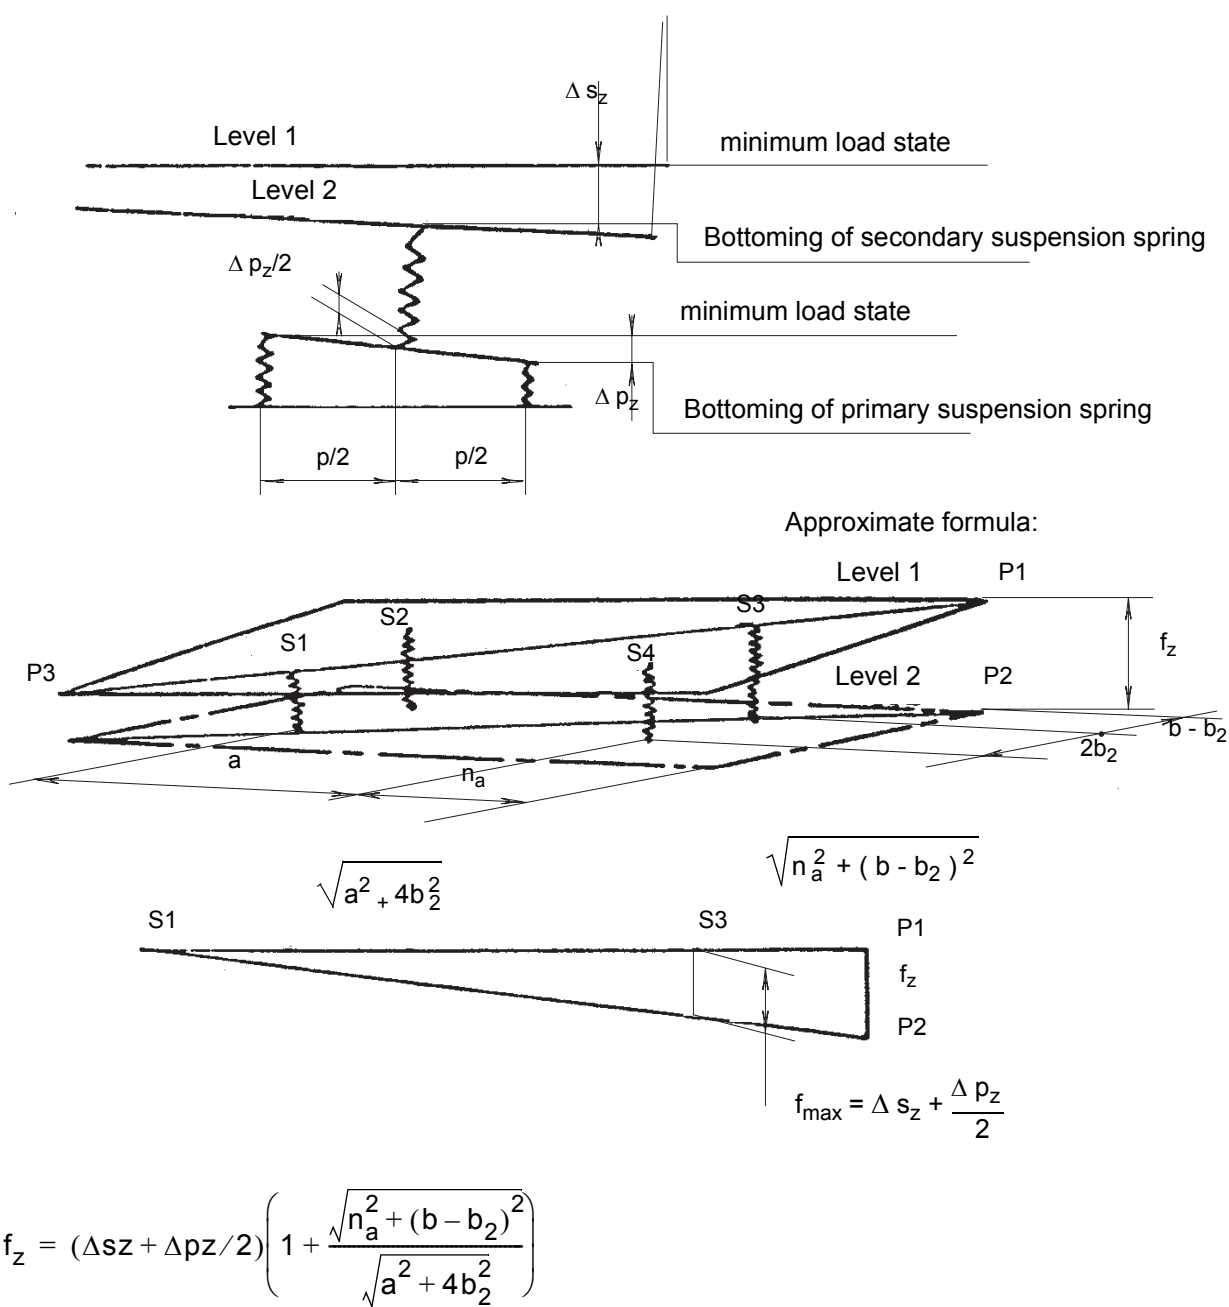 Δ s_z
Level 1
minimum load state
Level 2
Bottoming of secondary suspension spring
Δ p_z/2
minimum load state
Δ p_z
Bottoming of primary suspension spring
p/2 p/2
Approximate formula:
Level 1 P1
S2 S3
S1
S4
f_z
P3
Level 2 P2
b - b_2
2b_2
a
n_a
√(a² + 4b_2²)
√(n_a² + ( b - b_2 )²)
S1 S3 P1
f_z
P2
f_max = Δ s_z + Δ p_z / 2
f_z = (Δsz + Δpz/2)(1 + √(n_a² + (b – b_2)²) / √(a² + 4b_2²))